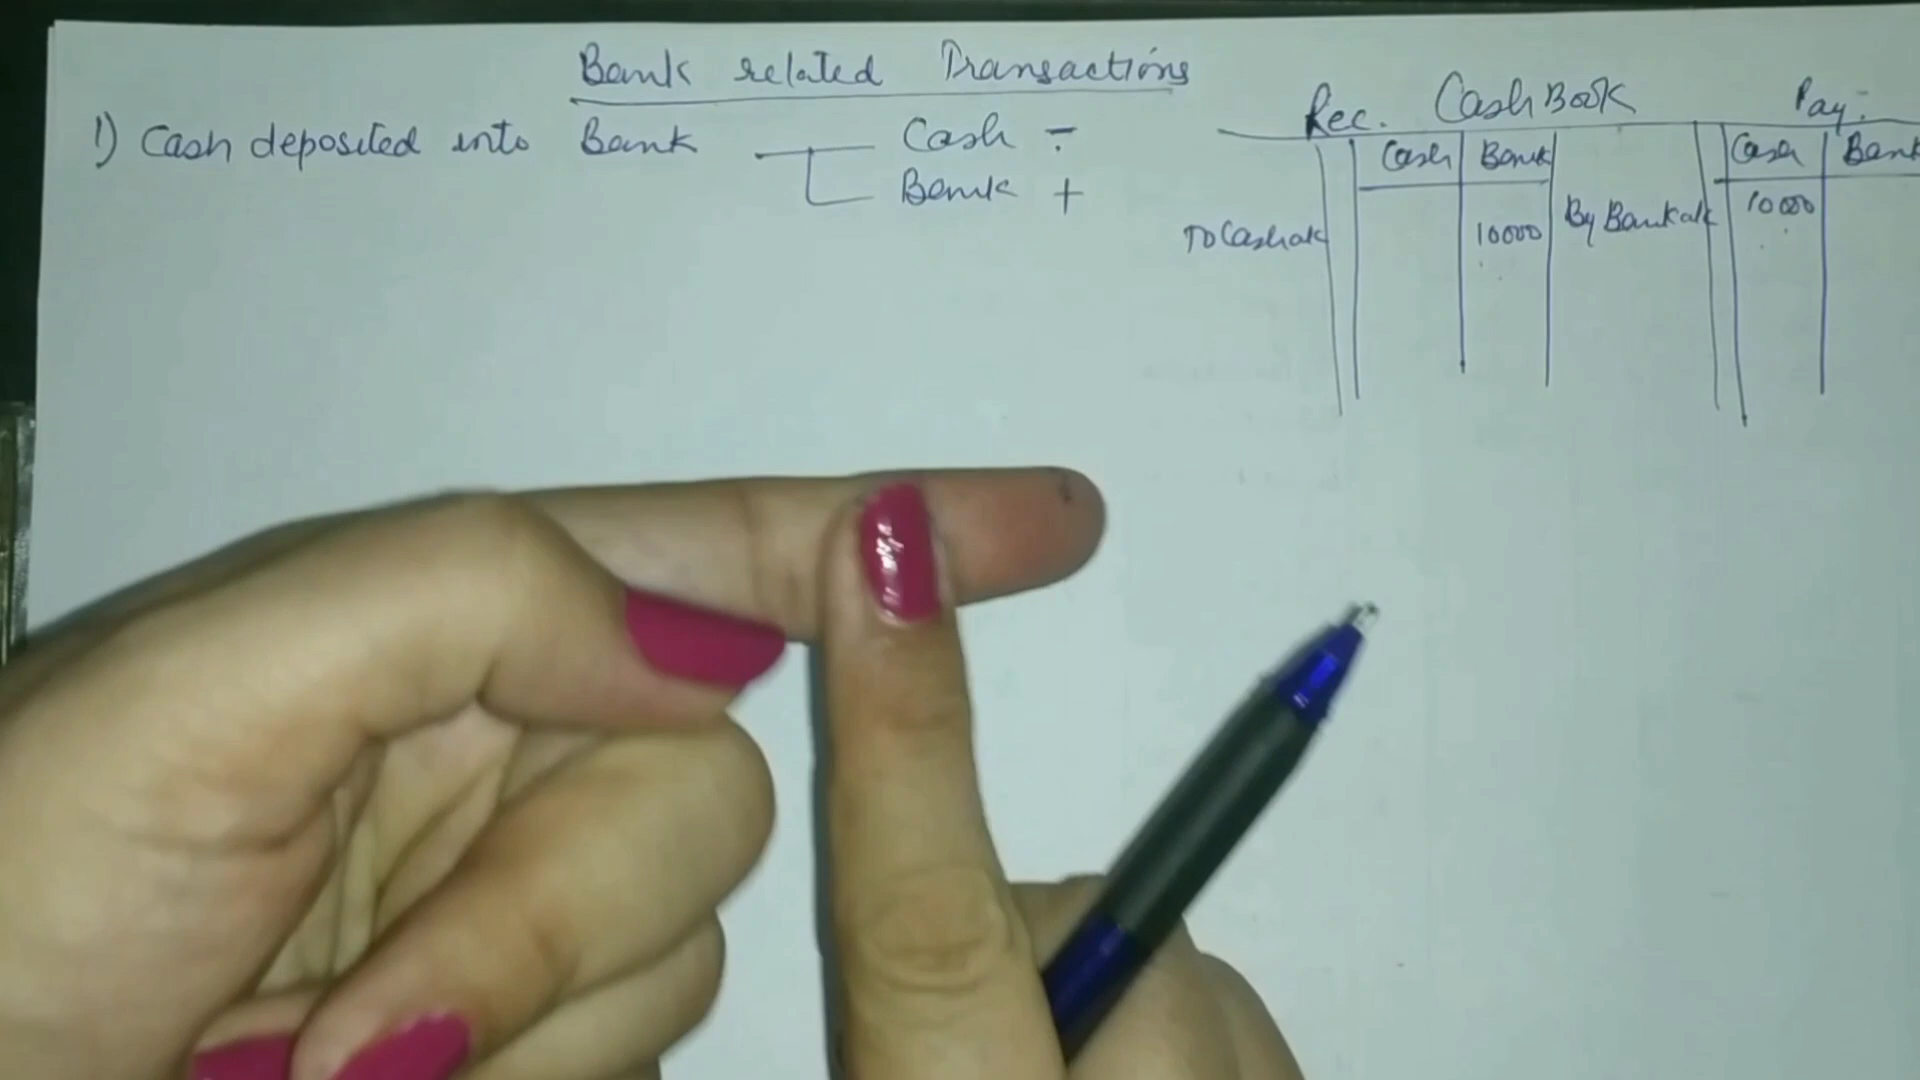 Bank related Transactions
1) Cash deposited into Bank
Cash -
Bank +
Rec. Cash Book Pay.
Cash Bank Cash Bank
To Cash a/c 10000 By Bank a/c 10000